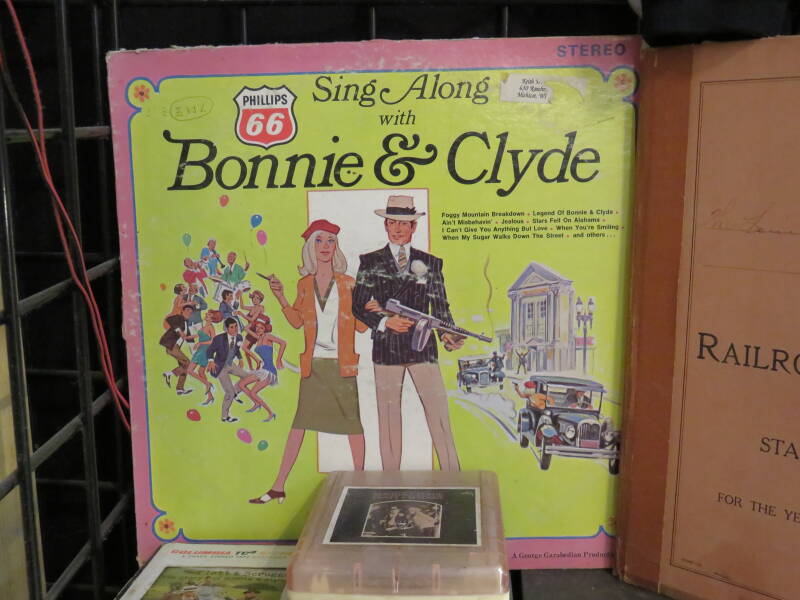 STEREO
PHILLIPS
66
Sing Along
with
Bonnie & Clyde
Foggy Mountain Breakdown • Legend Of Bonnie & Clyde •
Ain't Misbehavin' • Jealous • Stars Fell On Alabama •
I Can't Give You Anything But Love • When You're Smiling •
When My Sugar Walks Down The Street • and others...
A George Garabedian Production
COLUMBIA
RAILRO
STA
FOR THE YE